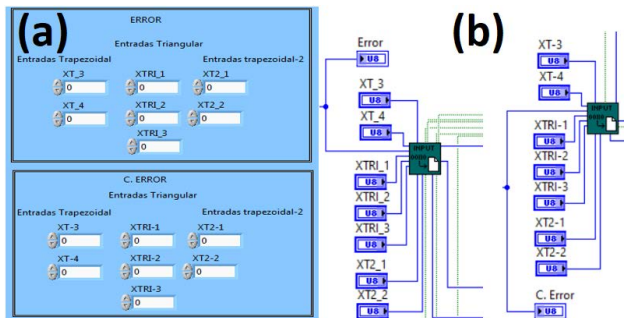 (a)
ERROR
Entradas Triangular
Entradas Trapezoidal Entradas trapezoidal-2
XT_3 XTRI_1 XT2_1
0 0 0
XT_4 XTRI_2 XT2_2
0 0 0
XTRI_3
0
C. ERROR
Entradas Triangular
Entradas Trapezoidal Entradas trapezoidal-2
XT-3 XTRI-1 XT2-1
0 0 0
XT-4 XTRI-2 XT2-2
0 0 0
XTRI-3
0
Error
U8
XT_3
U8
XT_4
U8
INPUT
XTRI_1
U8
XTRI_2
U8
XTRI_3
U8
XT2_1
U8
XT2_2
U8
(b)
XT-3
U8
XT-4
U8
INPUT
XTRI-1
U8
XTRI-2
U8
XTRI-3
U8
XT2-1
U8
XT2-2
U8
C. Error
U8